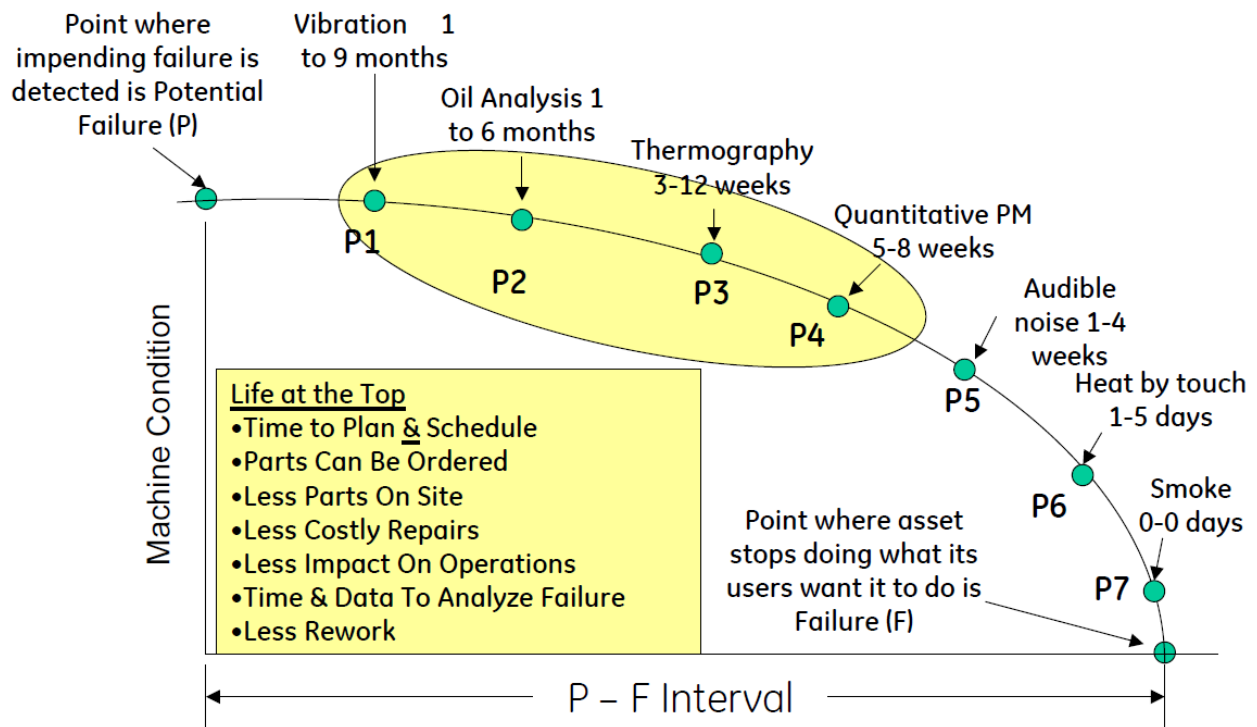 Point where
impending failure is
detected is Potential
Failure (P)
Vibration 1
to 9 months
Oil Analysis 1
to 6 months
Thermography
3-12 weeks
Quantitative PM
5-8 weeks
Audible
noise 1-4
weeks
Heat by touch
1-5 days
Smoke
0-0 days
P1
P2
P3
P4
P5
P6
P7
Machine Condition
Life at the Top
•Time to Plan & Schedule
•Parts Can Be Ordered
•Less Parts On Site
•Less Costly Repairs
•Less Impact On Operations
•Time & Data To Analyze Failure
•Less Rework
Point where asset
stops doing what its
users want it to do is
Failure (F)
P – F Interval